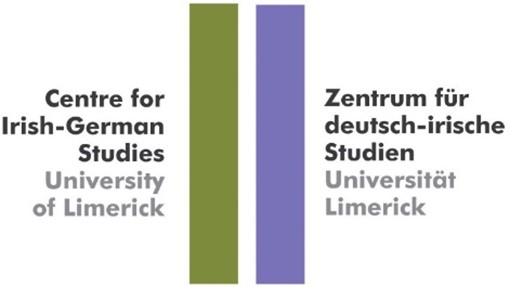 Centre for
Irish-German
Studies
University
of Limerick
Zentrum für
deutsch-irische
Studien
Universität
Limerick